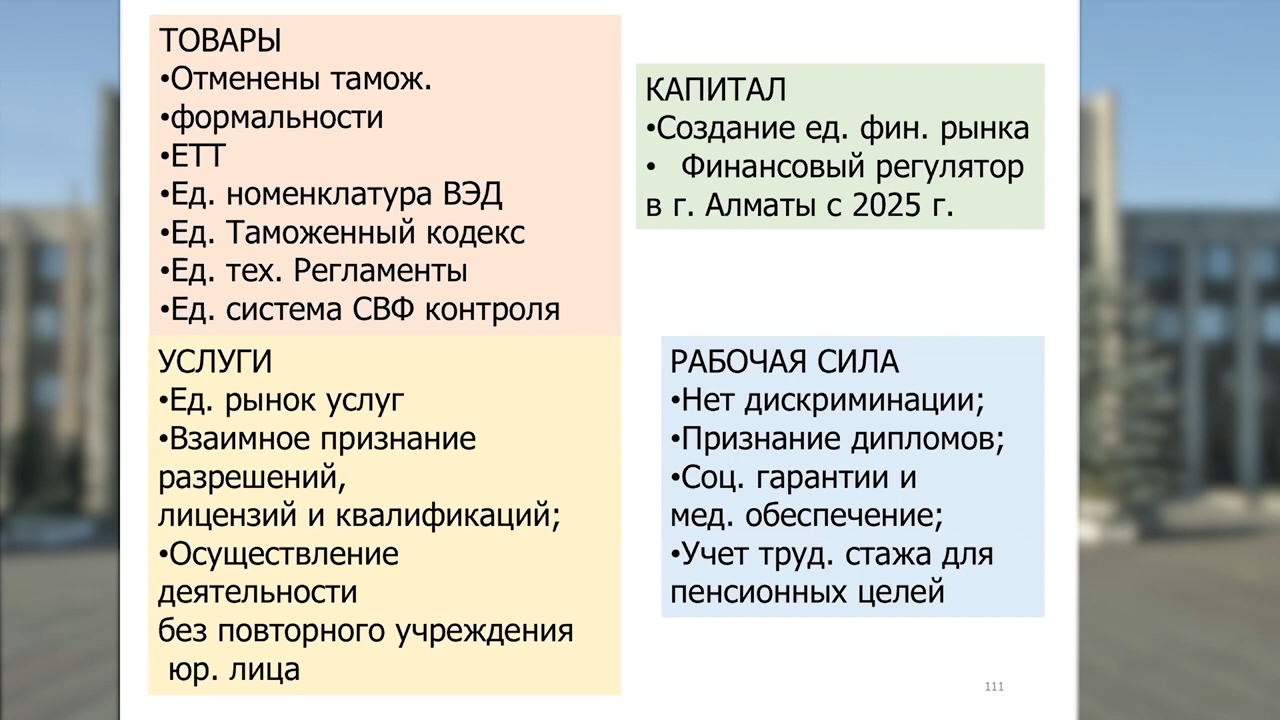 ТОВАРЫ
•Отменены тамож.
•формальности
•ЕТТ
•Ед. номенклатура ВЭД
•Ед. Таможенный кодекс
•Ед. тех. Регламенты
•Ед. система СВФ контроля
КАПИТАЛ
•Создание ед. фин. рынка
• Финансовый регулятор
в г. Алматы с 2025 г.
УСЛУГИ
•Ед. рынок услуг
•Взаимное признание
разрешений,
лицензий и квалификаций;
•Осуществление
деятельности
без повторного учреждения
юр. лица
РАБОЧАЯ СИЛА
•Нет дискриминации;
•Признание дипломов;
•Соц. гарантии и
мед. обеспечение;
•Учет труд. стажа для
пенсионных целей
111